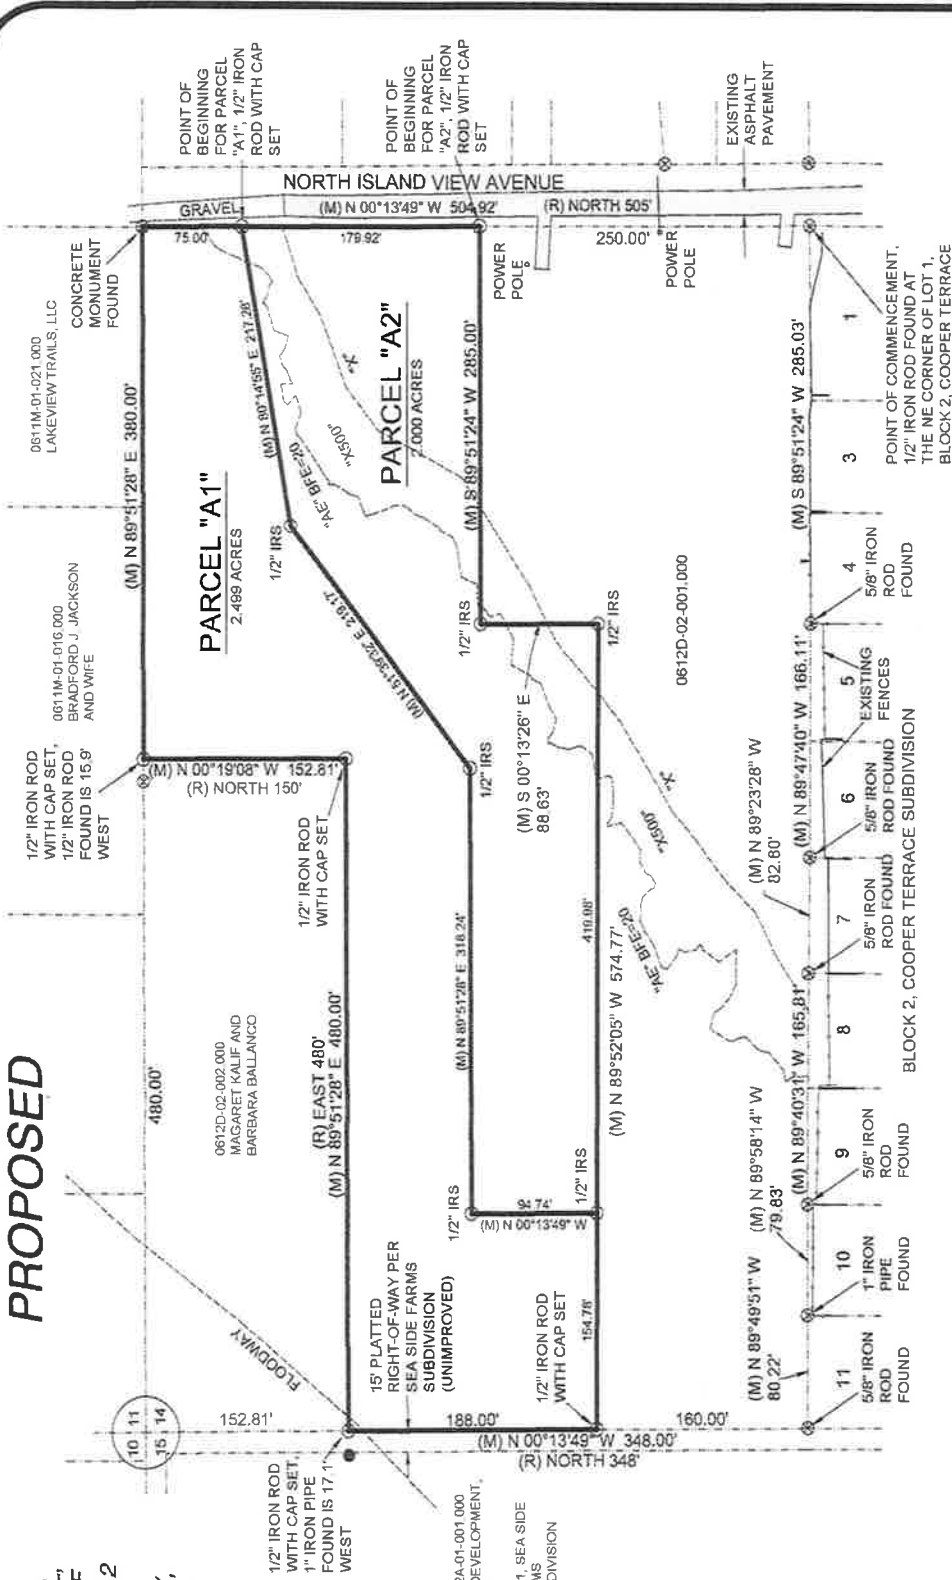 PROPOSED
POINT OF
BEGINNING
FOR PARCEL
"A1", 1/2" IRON
ROD WITH CAP
SET
POINT OF
BEGINNING
FOR PARCEL
"A2", 1/2" IRON
ROD WITH CAP
SET
EXISTING
ASPHALT
PAVEMENT
NORTH ISLAND VIEW AVENUE
GRAVEL
(M) N 00°13'49" W 504.92'
(R) NORTH 505'
75.00'
179.92'
250.00'
CONCRETE
MONUMENT
FOUND
POWER
POLE
POWER
POLE
0611M-01-021.000
LAKEVIEW TRAILS, LLC
0611M-01-016.000
BRADFORD J. JACKSON
AND WIFE
(M) N 89°51'28" E 380.00'
PARCEL "A1"
2.499 ACRES
(M) N 80°14'55" E 217.28'
PARCEL "A2"
2.000 ACRES
"X"
"X500"
"AE" BFE=20
1/2" IRS
(M) N 51°39'32" E 219.17'
(M) S 89°51'24" W 285.00'
1/2" IRS
1/2" IRS
1/2" IRON ROD
WITH CAP SET,
1/2" IRON ROD
FOUND IS 15.9'
WEST
(M) N 00°19'08" W 152.81'
(R) NORTH 150'
1/2" IRON ROD
WITH CAP SET
1/2" IRS
(M) S 00°13'26" E
88.63'
0612D-02-001.000
(M) S 89°51'24" W 285.03'
POINT OF COMMENCEMENT,
1/2" IRON ROD FOUND AT
THE NE CORNER OF LOT 1,
BLOCK 2, COOPER TERRACE
480.00'
0612D-02-002.000
MAGARET KALIF AND
BARBARA BALLANCO
(R) EAST 480'
(M) N 89°51'28" E 480.00'
(M) N 89°51'28" E 318.24'
419.98'
(M) N 89°52'05" W 574.77'
"AE" BFE=20
"X500"
"X"
1/2" IRS
94.74'
(M) N 00°13'49" W
1/2" IRS
FLOODWAY
15' PLATTED
RIGHT-OF-WAY PER
SEA SIDE FARMS
SUBDIVISION
(UNIMPROVED)
1/2" IRON ROD
WITH CAP SET
154.78'
10 11
15 14
152.81'
188.00'
160.00'
(M) N 00°13'49" W 348.00'
(R) NORTH 348'
1/2" IRON ROD
WITH CAP SET,
1" IRON PIPE
FOUND IS 17.1'
WEST
2A-01-001.000
DEVELOPMENT,
1, SEA SIDE
MS
DIVISION
(M) N 89°49'51" W
80.22'
(M) N 89°58'14" W
79.83'
(M) N 89°40'31" W 165.81'
(M) N 89°23'28" W
82.80'
(M) N 89°47'40" W 166.11'
11
10
9
8
7
6
5
4
3
1
5/8" IRON
ROD
FOUND
1" IRON
PIPE
FOUND
5/8" IRON
ROD
FOUND
5/8" IRON
ROD FOUND
5/8" IRON
ROD FOUND
EXISTING
FENCES
5/8" IRON
ROD
FOUND
BLOCK 2, COOPER TERRACE SUBDIVISION